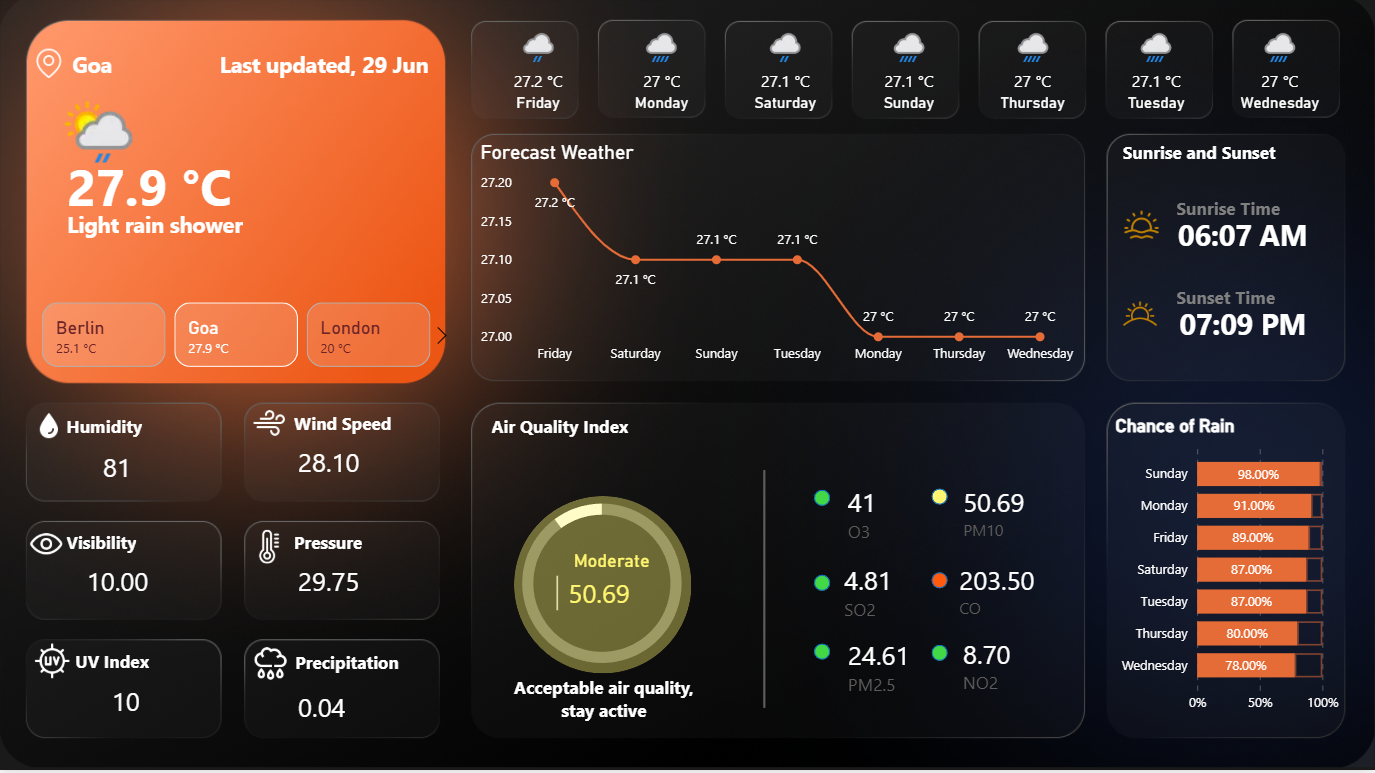 Goa
Last updated, 29 Jun
27.9 °C
Light rain shower
Berlin
25.1 °C
Goa
27.9 °C
London
20 °C
27.2 °C
Friday
27 °C
Monday
27.1 °C
Saturday
27.1 °C
Sunday
27 °C
Thursday
27.1 °C
Tuesday
27 °C
Wednesday
Forecast Weather
27.20
27.15
27.10
27.05
27.00
27.2 °C
27.1 °C
27.1 °C
27.1 °C
27 °C
27 °C
27 °C
Friday
Saturday
Sunday
Tuesday
Monday
Thursday
Wednesday
Sunrise and Sunset
Sunrise Time
06:07 AM
Sunset Time
07:09 PM
Humidity
81
Wind Speed
28.10
Visibility
10.00
Pressure
29.75
UV
UV Index
10
Precipitation
0.04
Air Quality Index
Moderate
50.69
Acceptable air quality,
stay active
41
O3
50.69
PM10
4.81
SO2
203.50
CO
24.61
PM2.5
8.70
NO2
Chance of Rain
Sunday 98.00%
Monday 91.00%
Friday 89.00%
Saturday 87.00%
Tuesday 87.00%
Thursday 80.00%
Wednesday 78.00%
0% 50% 100%